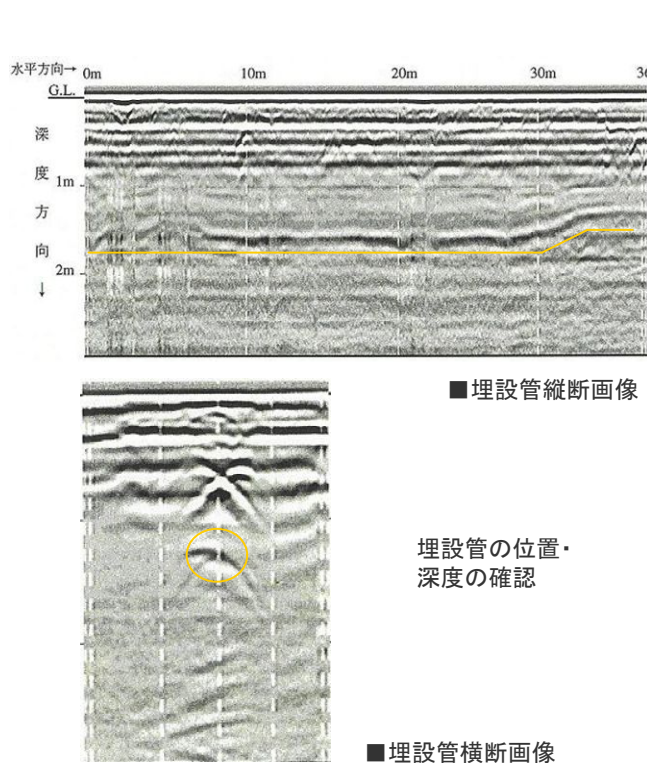 水平方向→ 0m 10m 20m 30m 36
G.L.
深度方向↓
1m
2m
■埋設管縦断画像
埋設管の位置・
深度の確認
■埋設管横断画像